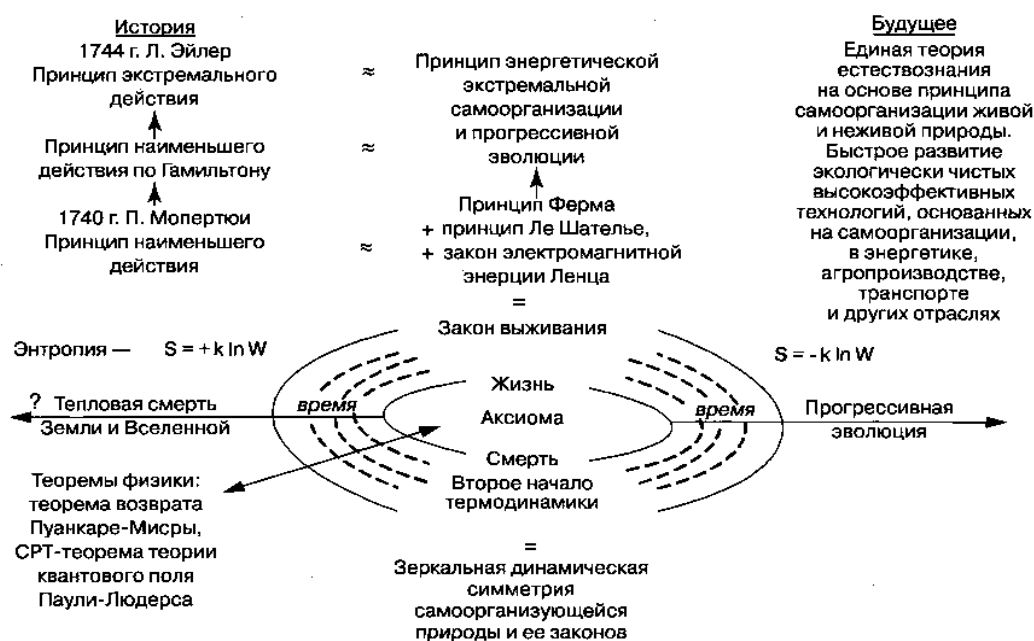 История
1744 г. Л. Эйлер
Принцип экстремального
действия
Принцип наименьшего
действия по Гамильтону
1740 г. П. Мопертюи
Принцип наименьшего
действия
≈
≈
≈
Принцип энергетической
экстремальной
самоорганизации
и прогрессивной
эволюции
Принцип Ферма
+ принцип Ле Шателье,
+ закон электромагнитной
энерции Ленца
=
Закон выживания
Будущее
Единая теория
естествознания
на основе принципа
самоорганизации живой
и неживой природы.
Быстрое развитие
экологически чистых
высокоэффективных
технологий, основанных
на самоорганизации,
в энергетике,
агропроизводстве,
транспорте
и других отраслях
Энтропия — S = + k ln W
S = - k ln W
? Тепловая смерть
Земли и Вселенной
время
Жизнь
Аксиома
Смерть
Второе начало
термодинамики
время
Прогрессивная
эволюция
Теоремы физики:
теорема возврата
Пуанкаре-Мисры,
СРТ-теорема теории
квантового поля
Паули-Людерса
=
Зеркальная динамическая
симметрия
самоорганизующейся
природы и ее законов